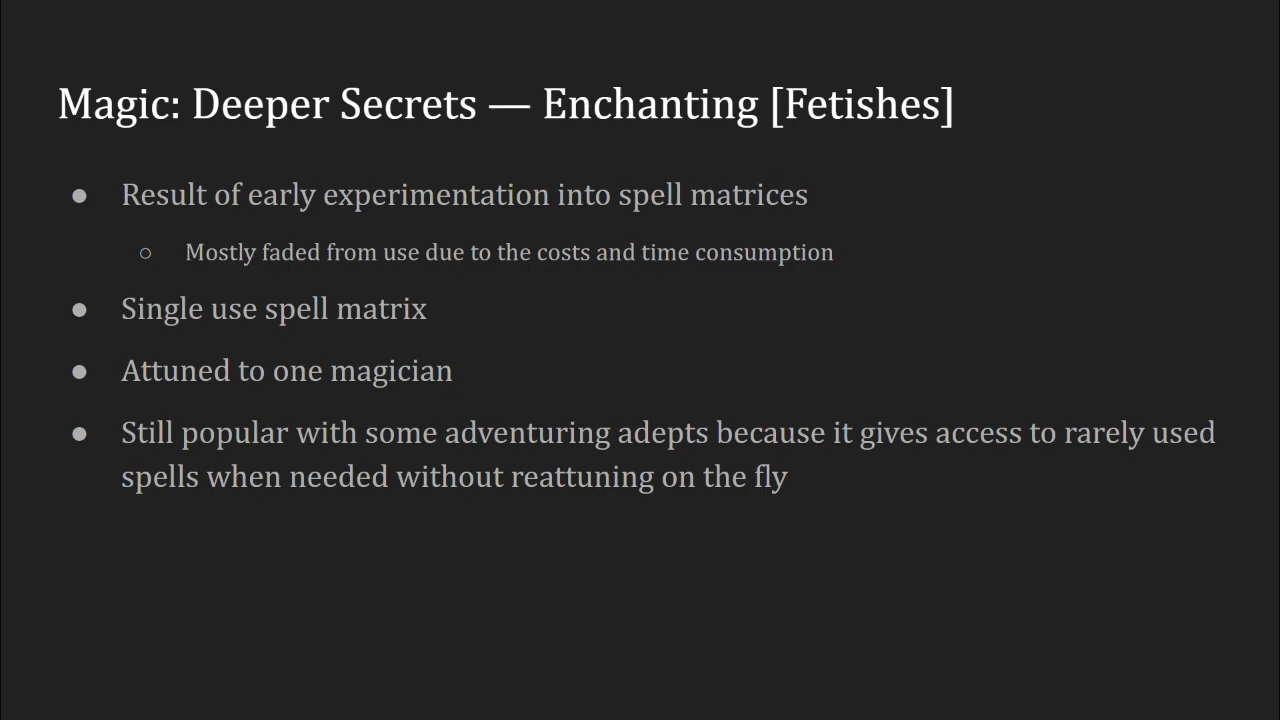 Magic: Deeper Secrets — Enchanting [Fetishes]
● Result of early experimentation into spell matrices
○ Mostly faded from use due to the costs and time consumption
● Single use spell matrix
● Attuned to one magician
● Still popular with some adventuring adepts because it gives access to rarely used
spells when needed without reattuning on the fly